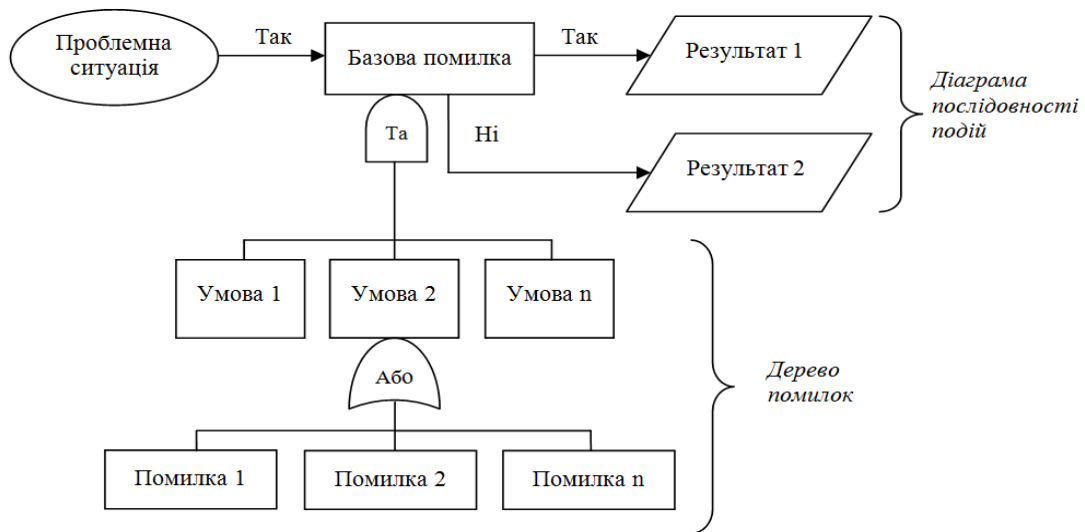 Проблемна
ситуація
Так
Базова помилка
Так
Результат 1
Діаграма
послідовності
подій
Та
Ні
Результат 2
Умова 1
Умова 2
Умова n
Або
Дерево
помилок
Помилка 1
Помилка 2
Помилка n